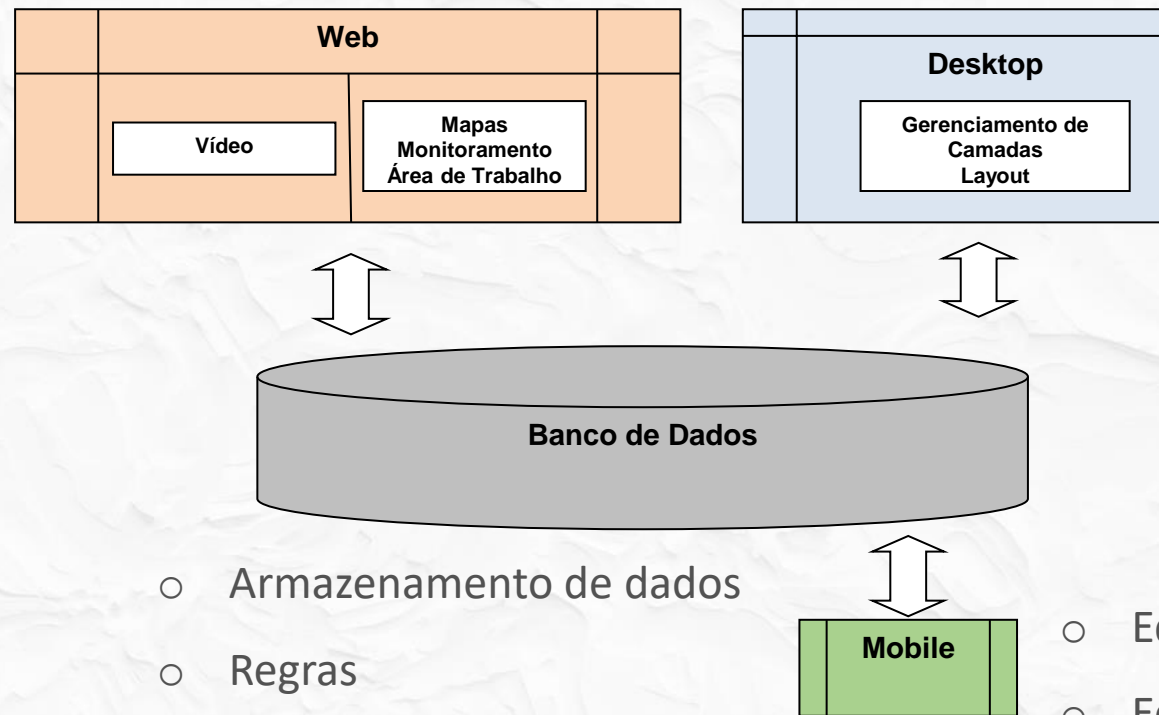 Web
Vídeo
Mapas
Monitoramento
Área de Trabalho
Desktop
Gerenciamento de
Camadas
Layout
Banco de Dados
Armazenamento de dados
Regras
Mobile